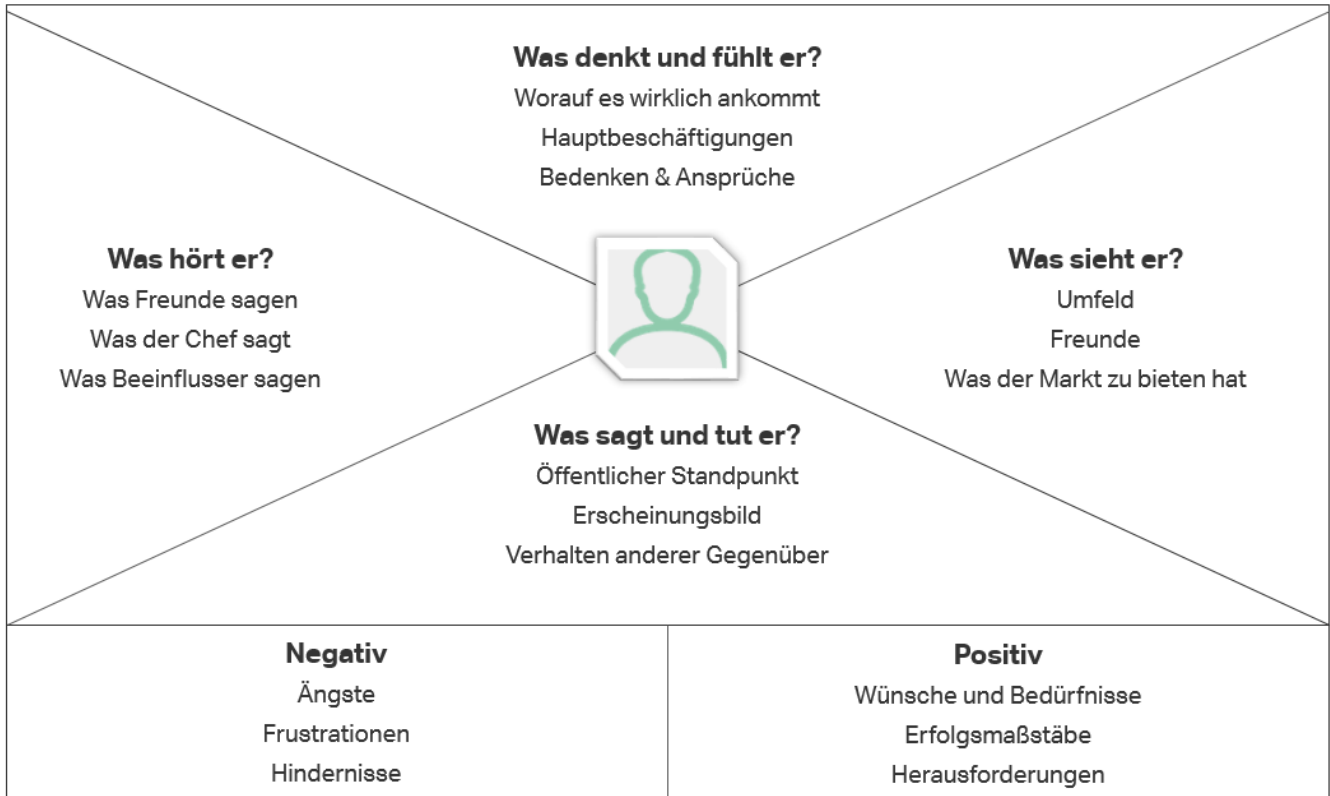 Was denkt und fühlt er?
Worauf es wirklich ankommt
Hauptbeschäftigungen
Bedenken & Ansprüche
Was hört er?
Was Freunde sagen
Was der Chef sagt
Was Beeinflusser sagen
Was sieht er?
Umfeld
Freunde
Was der Markt zu bieten hat
Was sagt und tut er?
Öffentlicher Standpunkt
Erscheinungsbild
Verhalten anderer Gegenüber
Negativ
Ängste
Frustrationen
Hindernisse
Positiv
Wünsche und Bedürfnisse
Erfolgsmaßstäbe
Herausforderungen